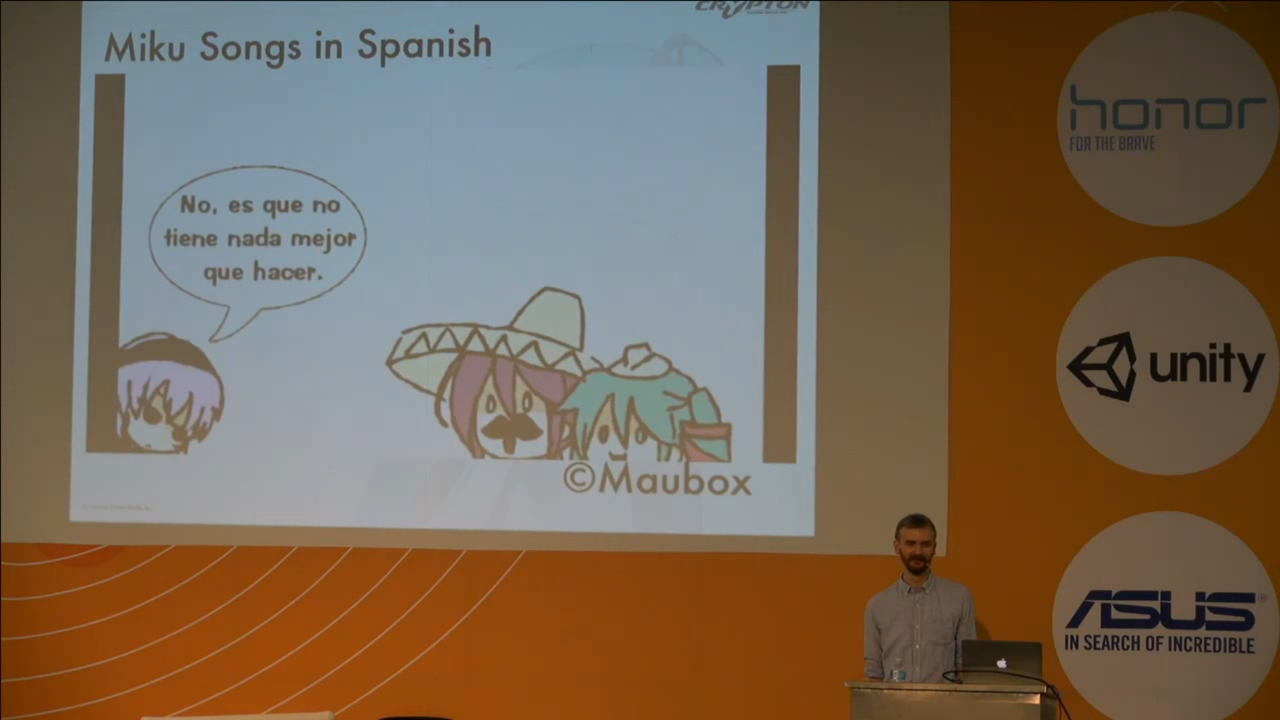 CRYPTON
Miku Songs in Spanish
No, es que no
tiene nada mejor
que hacer.
©Maubox
honor
FOR THE BRAVE
unity
ASUS
IN SEARCH OF INCREDIBLE